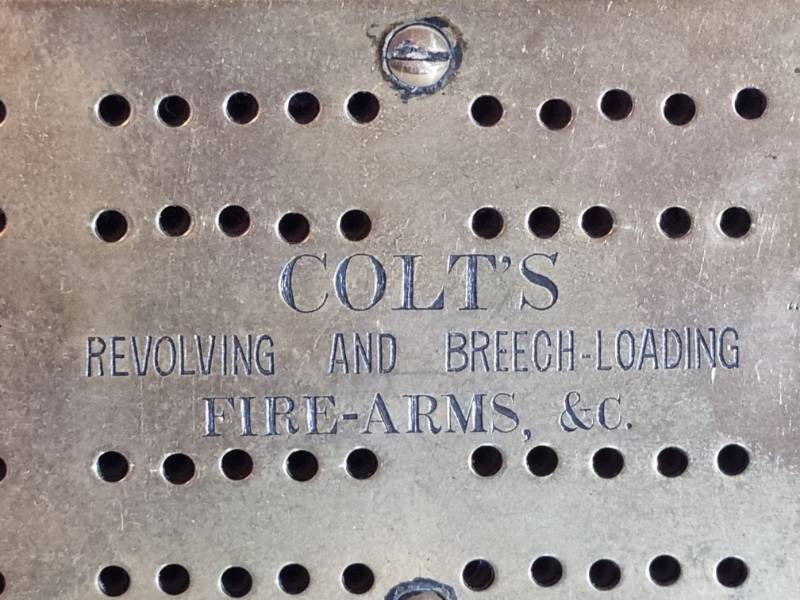 COLT'S
REVOLVING AND BREECH-LOADING
FIRE-ARMS, &C.